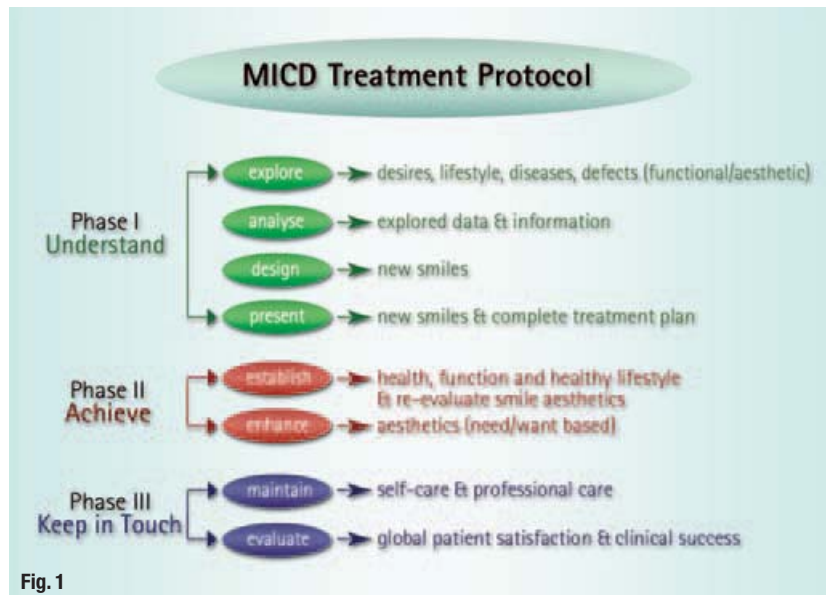 MICD Treatment Protocol
Phase I
Understand
explore
desires, lifestyle, diseases, defects (functional/aesthetic)
analyse
explored data & information
design
new smiles
present
new smiles & complete treatment plan
Phase II
Achieve
establish
health, function and healthy lifestyle
& re-evaluate smile aesthetics
enhance
aesthetics (need/want based)
Phase III
Keep in Touch
maintain
self-care & professional care
evaluate
global patient satisfaction & clinical success
Fig. 1